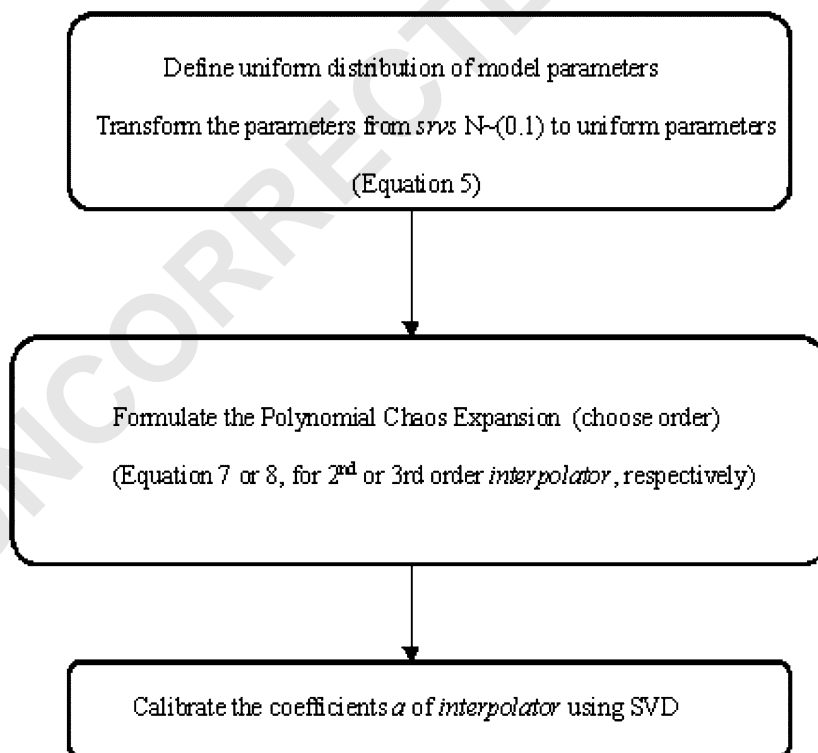 Define uniform distribution of model parameters
Transform the parameters from srvs N~(0.1) to uniform parameters
(Equation 5)
Formulate the Polynomial Chaos Expansion (choose order)
(Equation 7 or 8, for 2nd or 3rd order interpolator, respectively)
Calibrate the coefficients a of interpolator using SVD